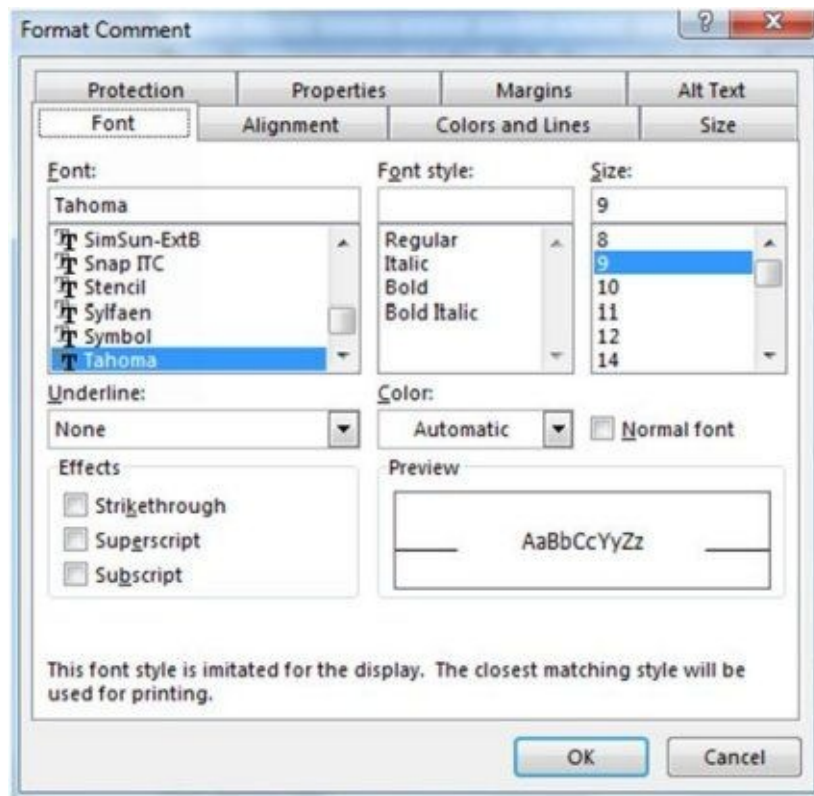 Format Comment
?
Protection Properties Margins Alt Text
Font Alignment Colors and Lines Size
Font: Font style: Size:
Tahoma 9
SimSun-ExtB Regular 8
Snap ITC Italic 9
Stencil Bold 10
Sylfaen Bold Italic 11
Symbol 12
Tahoma 14
Underline: Color:
None Automatic Normal font
Effects Preview
Strikethrough
Superscript AaBbCcYyZz
Subscript
This font style is imitated for the display. The closest matching style will be
used for printing.
OK Cancel